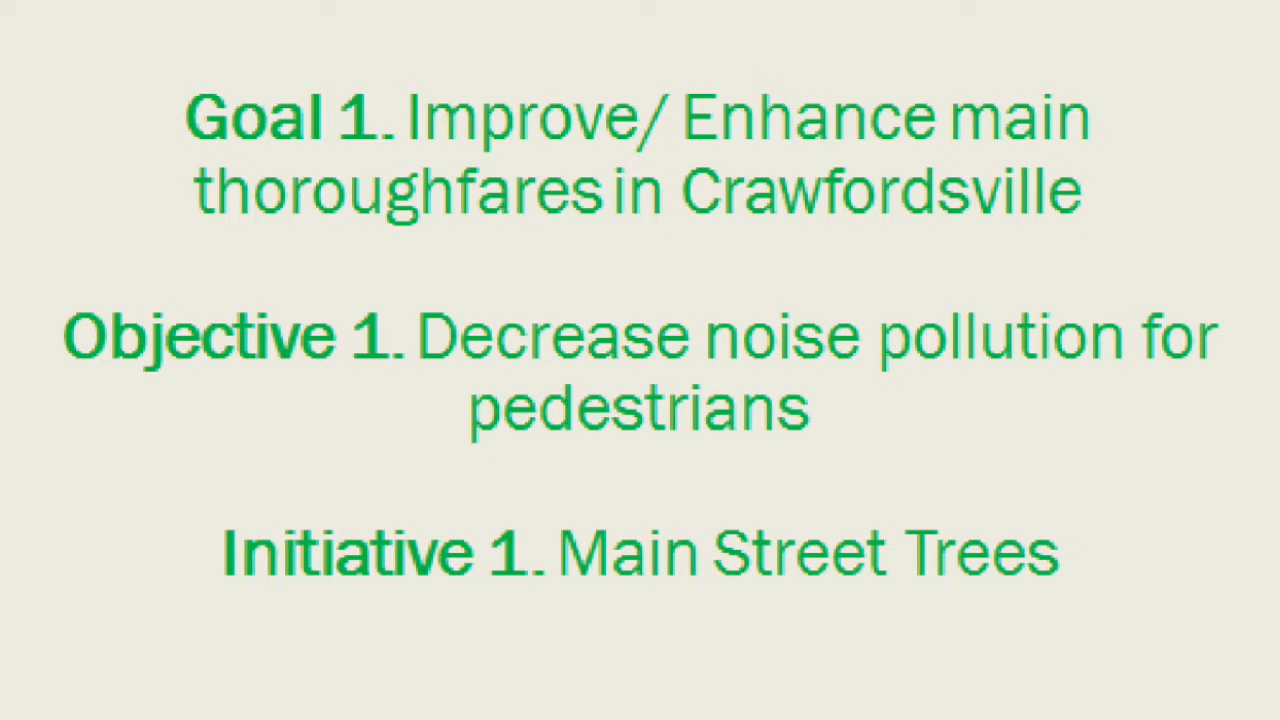 Goal 1. Improve/ Enhance main
thoroughfares in Crawfordsville
Objective 1. Decrease noise pollution for
pedestrians
Initiative 1. Main Street Trees